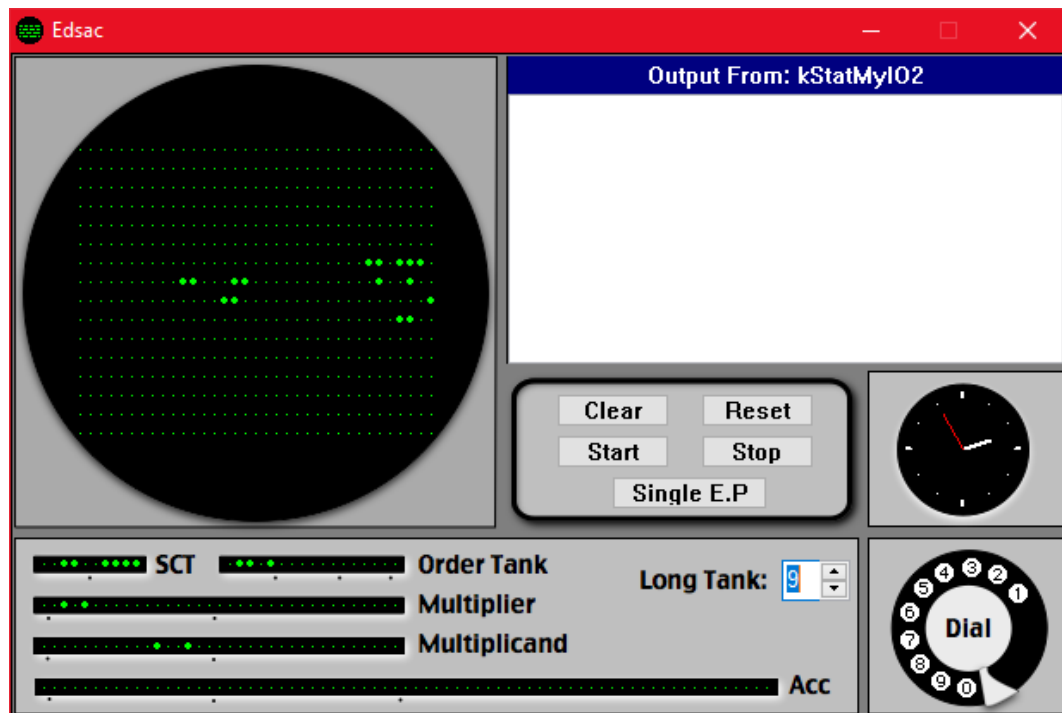 Edsac
Output From: kStatMyIO2
Clear Reset
Start Stop
Single E.P
SCT Order Tank
Long Tank: 9
Multiplier
Multiplicand
Acc
1
2
3
4
5
6
7
8
9
0
Dial